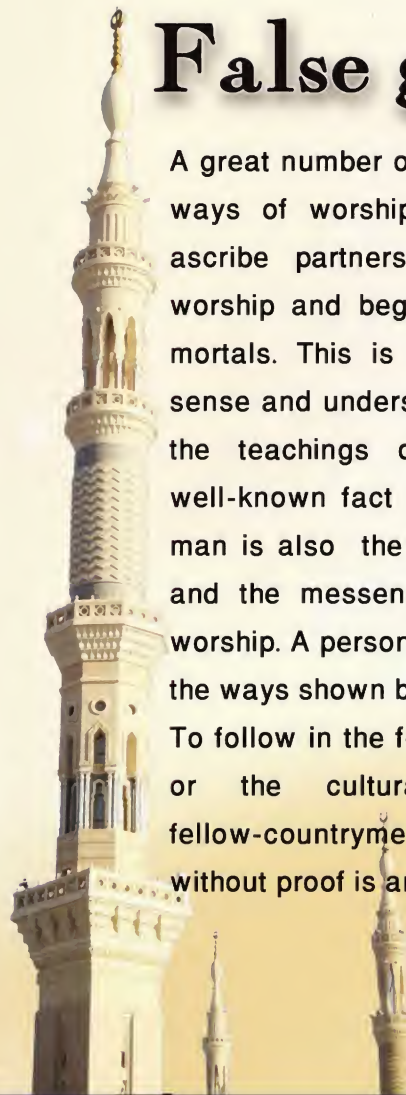 False
A great number o
ways of worship
ascribe partners
worship and beg
mortals. This is
sense and unders
the teachings
well-known fact
man is also the
and the messen
worship. A person
the ways shown b
To follow in the f
or the cultura
fellow-countryme
without proof is